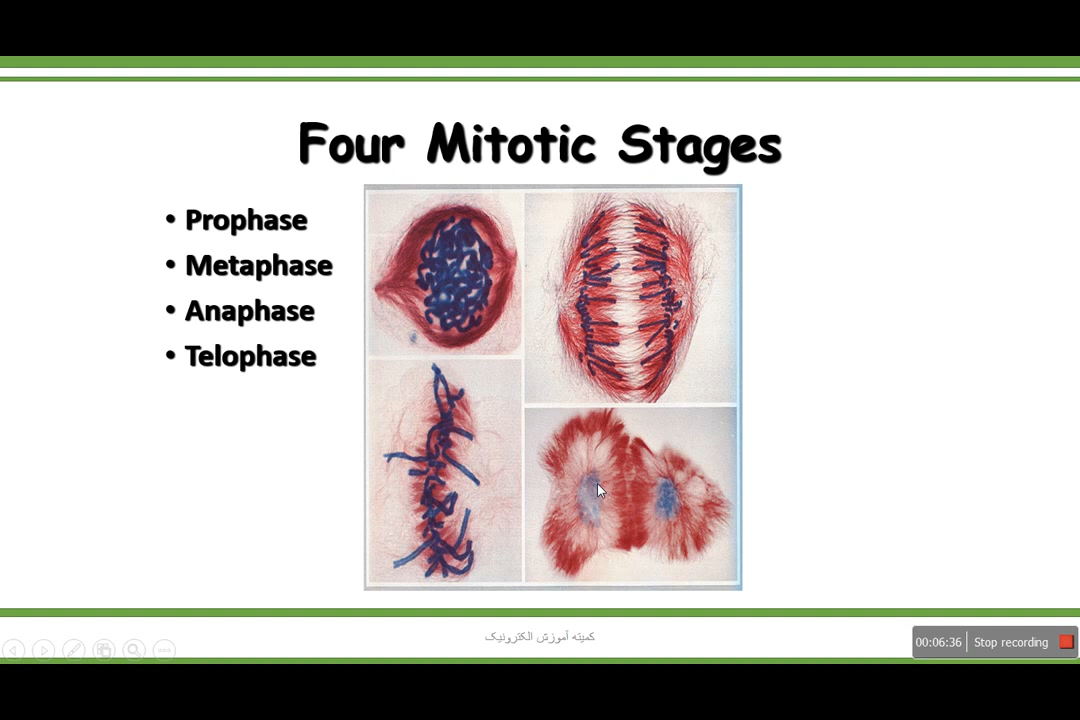 Four Mitotic Stages
• Prophase
• Metaphase
• Anaphase
• Telophase
کمیته آموزش الکترونیک
00:06:36 Stop recording